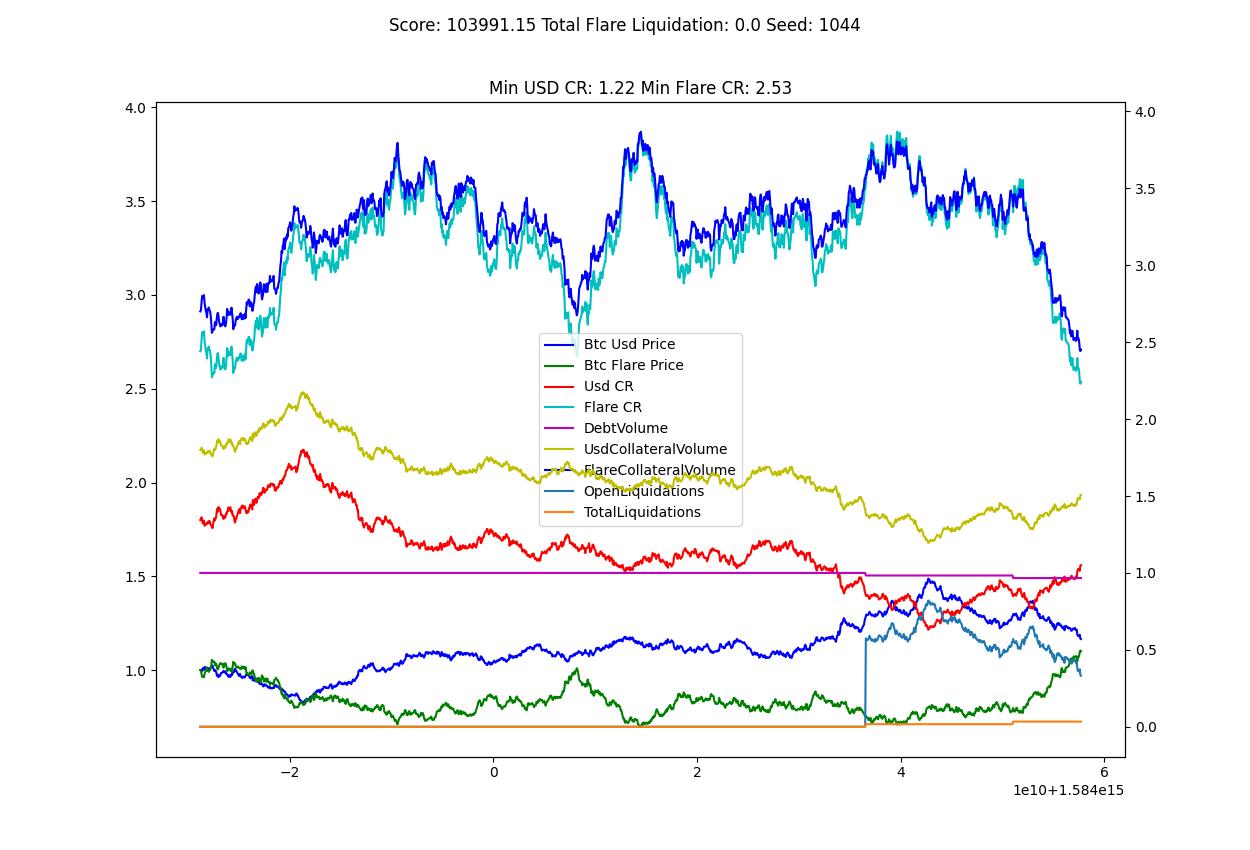 Score: 103991.15 Total Flare Liquidation: 0.0 Seed: 1044
Min USD CR: 1.22 Min Flare CR: 2.53
4.0
3.5
3.0
2.5
2.0
1.5
1.0
4.0
3.5
3.0
2.5
2.0
1.5
1.0
0.5
0.0
Btc Usd Price
Btc Flare Price
Usd CR
Flare CR
DebtVolume
UsdCollateralVolume
FlareCollateralVolume
OpenLiquidations
TotalLiquidations
−2 0 2 4 6
1e10+1.584e15